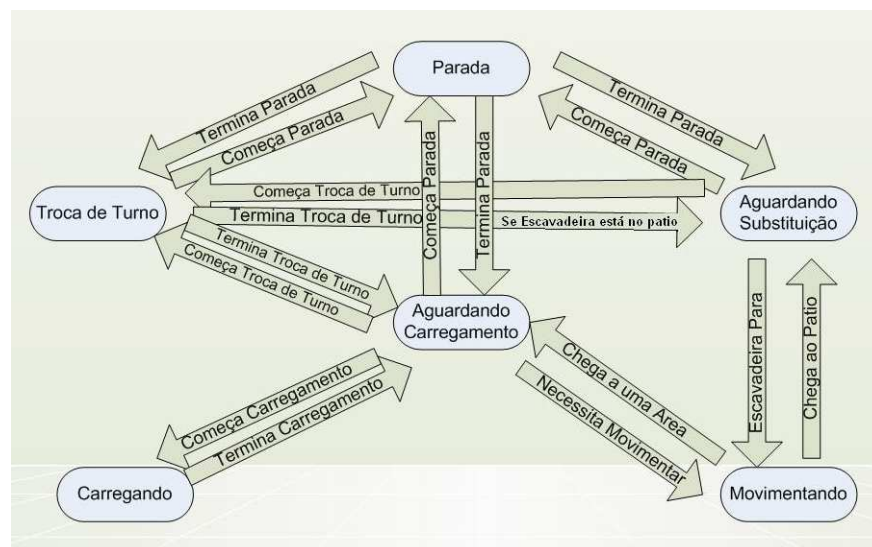 Parada
Termina Parada
Começa Parada
Termina Parada
Começa Parada
Começa Parada
Termina Parada
Troca de Turno
Começa Troca de Turno
Termina Troca de Turno
Se Escavadeira está no patio
Aguardando
Substituição
Termina Troca de Turno
Começa Troca de Turno
Aguardando
Carregamento
Escavadeira Para
Chega ao Patio
Começa Carregamento
Termina Carregamento
Chega a uma Area
Necessita Movimentar
Carregando
Movimentando